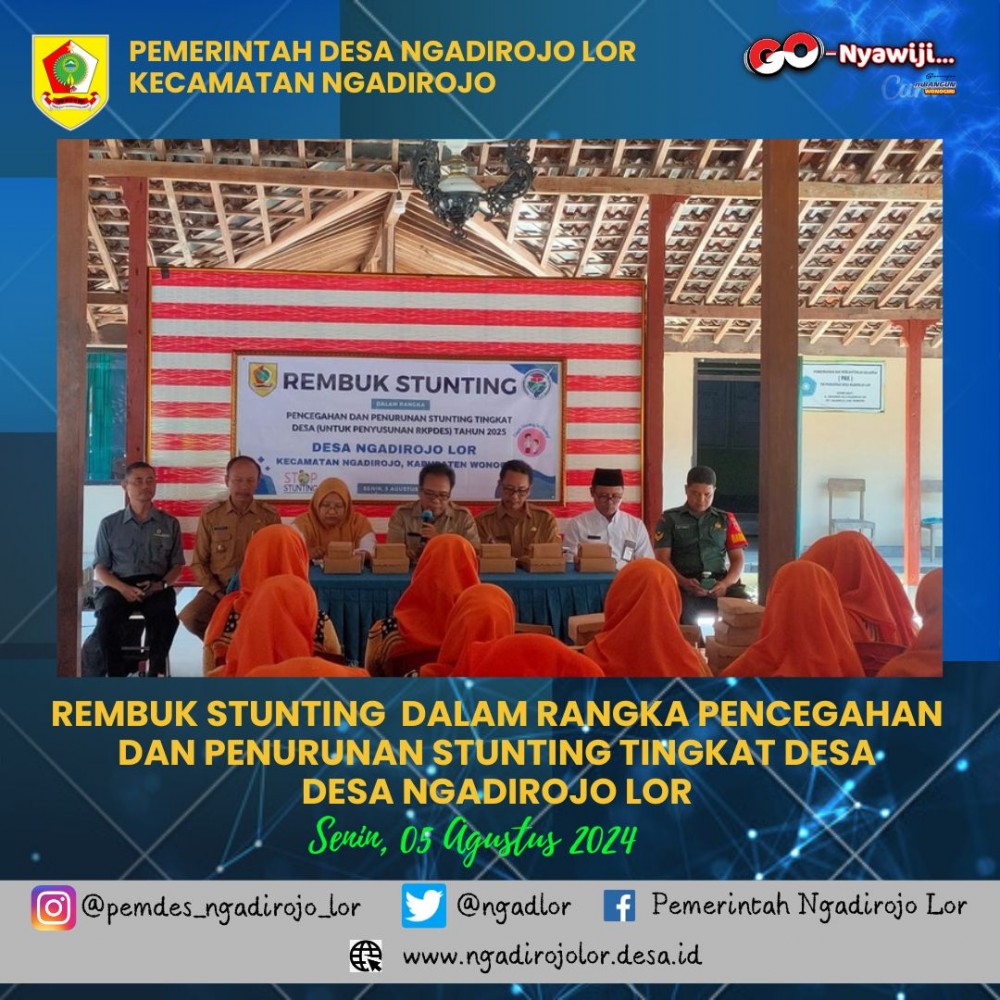 PEMERINTAH DESA NGADIROJO LOR
KECAMATAN NGADIROJO
GO-Nyawiji...
REMBUK STUNTING
DALAM RANGKA
PENCEGAHAN DAN PENURUNAN STUNTING TINGKAT
DESA (UNTUK PENYUSUNAN RKPDES) TAHUN 2025
DESA NGADIROJO LOR
KECAMATAN NGADIROJO, KABUPATEN
STOP
STUNTING
SENIN, 5 AGUSTUS
REMBUK STUNTING DALAM RANGKA PENCEGAHAN
DAN PENURUNAN STUNTING TINGKAT DESA
DESA NGADIROJO LOR
Senin, 05 Agustus 2024
@pemdes_ngadirojo_lor
@ngadlor
Pemerintah Ngadirojo Lor
www.ngadirojolor.desa.id